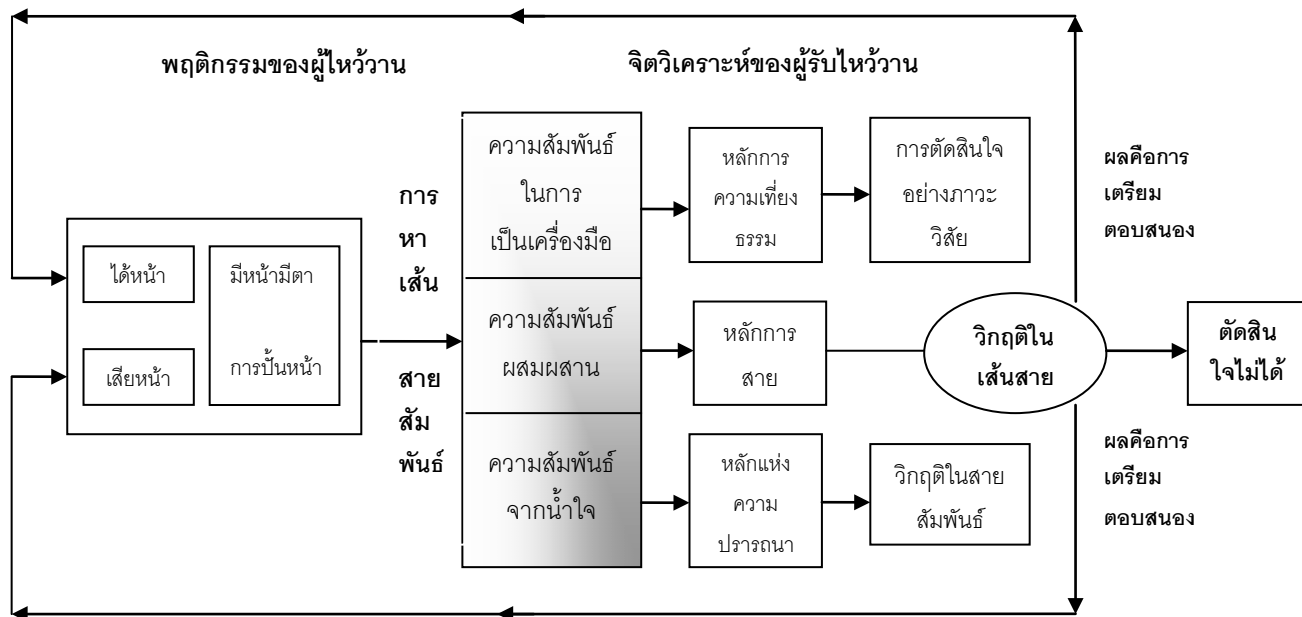 พฤติกรรมของผู้ไหว้วาน
จิตวิเคราะห์ของผู้รับไหว้วาน
ได้หน้า
เสียหน้า
มีหน้ามีตา
การปั้นหน้า
การ
หา
เส้น
สาย
สัม
พันธ์
ความสัมพันธ์
ในการ
เป็นเครื่องมือ
ความสัมพันธ์
ผสมผสาน
ความสัมพันธ์
จากน้ำใจ
หลักการ
ความเที่ยง
ธรรม
การตัดสินใจ
อย่างภาวะ
วิสัย
หลักการ
สาย
วิกฤติใน
เส้นสาย
ตัดสิน
ใจไม่ได้
หลักแห่ง
ความ
ปรารถนา
วิกฤติในสาย
สัมพันธ์
ผลคือการ
เตรียม
ตอบสนอง
ผลคือการ
เตรียม
ตอบสนอง